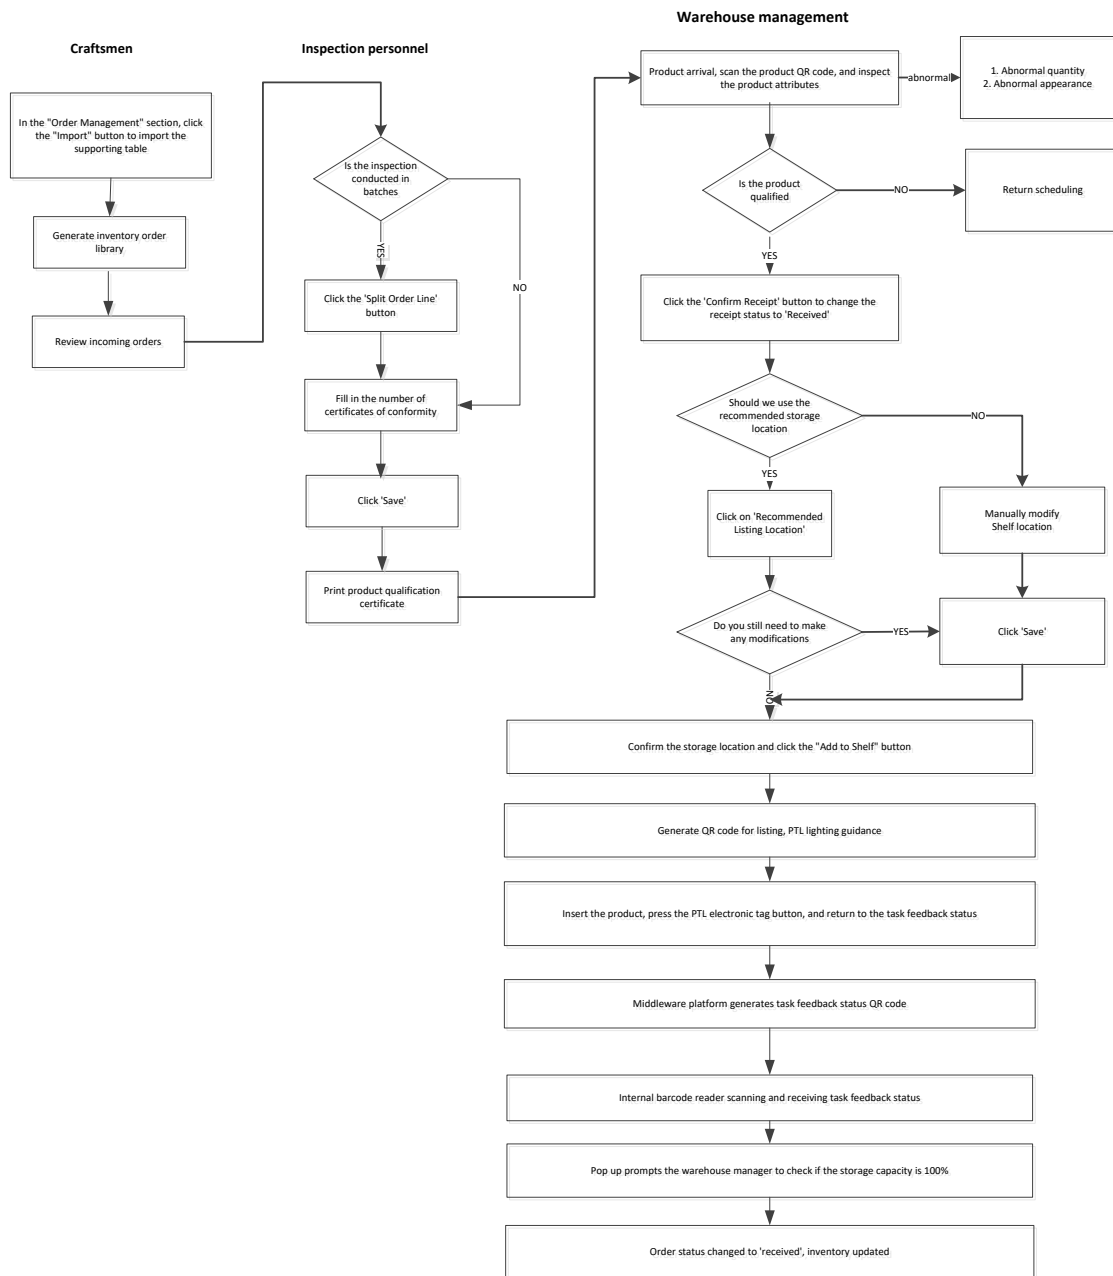 Craftsmen
In the "Order Management" section, click
the "Import" button to import the
supporting table
Generate inventory order
library
Review incoming orders
Inspection personnel
Is the inspection
conducted in
batches
YES
NO
Click the 'Split Order Line'
button
Fill in the number of
certificates of conformity
Click 'Save'
Print product qualification
certificate
Warehouse management
Product arrival, scan the product QR code, and inspect
the product attributes
abnormal
1. Abnormal quantity
2. Abnormal appearance
Is the product
qualified
NO
Return scheduling
YES
Click the 'Confirm Receipt' button to change the
receipt status to 'Received'
Should we use the
recommended storage
location
NO
YES
Click on 'Recommended
Listing Location'
Manually modify
Shelf location
Do you still need to make
any modifications
YES
Click 'Save'
NO
Confirm the storage location and click the "Add to Shelf" button
Generate QR code for listing, PTL lighting guidance
Insert the product, press the PTL electronic tag button, and return to the task feedback status
Middleware platform generates task feedback status QR code
Internal barcode reader scanning and receiving task feedback status
Pop up prompts the warehouse manager to check if the storage capacity is 100%
Order status changed to 'received', inventory updated